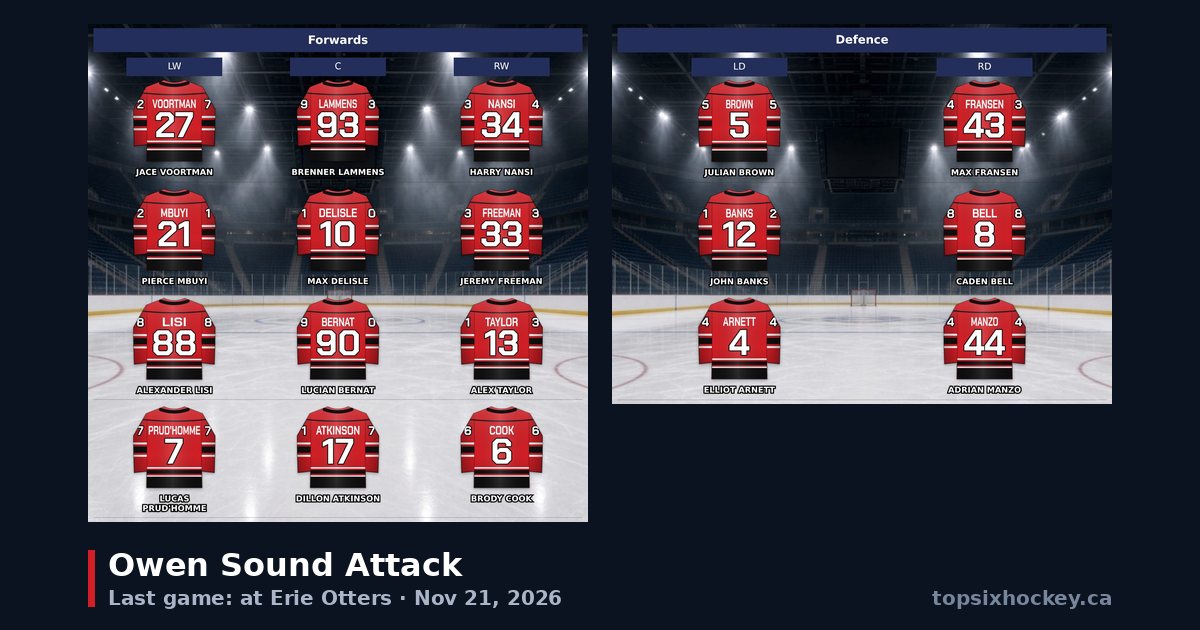 Forwards
LW C RW
2 VOORTMAN 7 9 LAMMENS 3 3 NANSI 4
27 93 34
JACE VOORTMAN BRENNER LAMMENS HARRY NANSI
2 MBUYI 1 1 DELISLE 0 3 FREEMAN 3
21 10 33
PIERCE MBUYI MAX DELISLE JEREMY FREEMAN
8 LISI 8 9 BERNAT 0 1 TAYLOR 3
88 90 13
ALEXANDER LISI LUCIAN BERNAT ALEX TAYLOR
7 PRUD'HOMME 7 1 ATKINSON 7 6 COOK 6
7 17 6
LUCAS PRUD'HOMME DILLON ATKINSON BRODY COOK
Defence
LD RD
5 BROWN 5 4 FRANSEN 3
5 43
JULIAN BROWN MAX FRANSEN
1 BANKS 2 8 BELL 8
12 8
JOHN BANKS CADEN BELL
4 ARNETT 4 4 MANZO 4
4 44
ELLIOT ARNETT ADRIAN MANZO
Owen Sound Attack
Last game: at Erie Otters · Nov 21, 2026
topsixhockey.ca